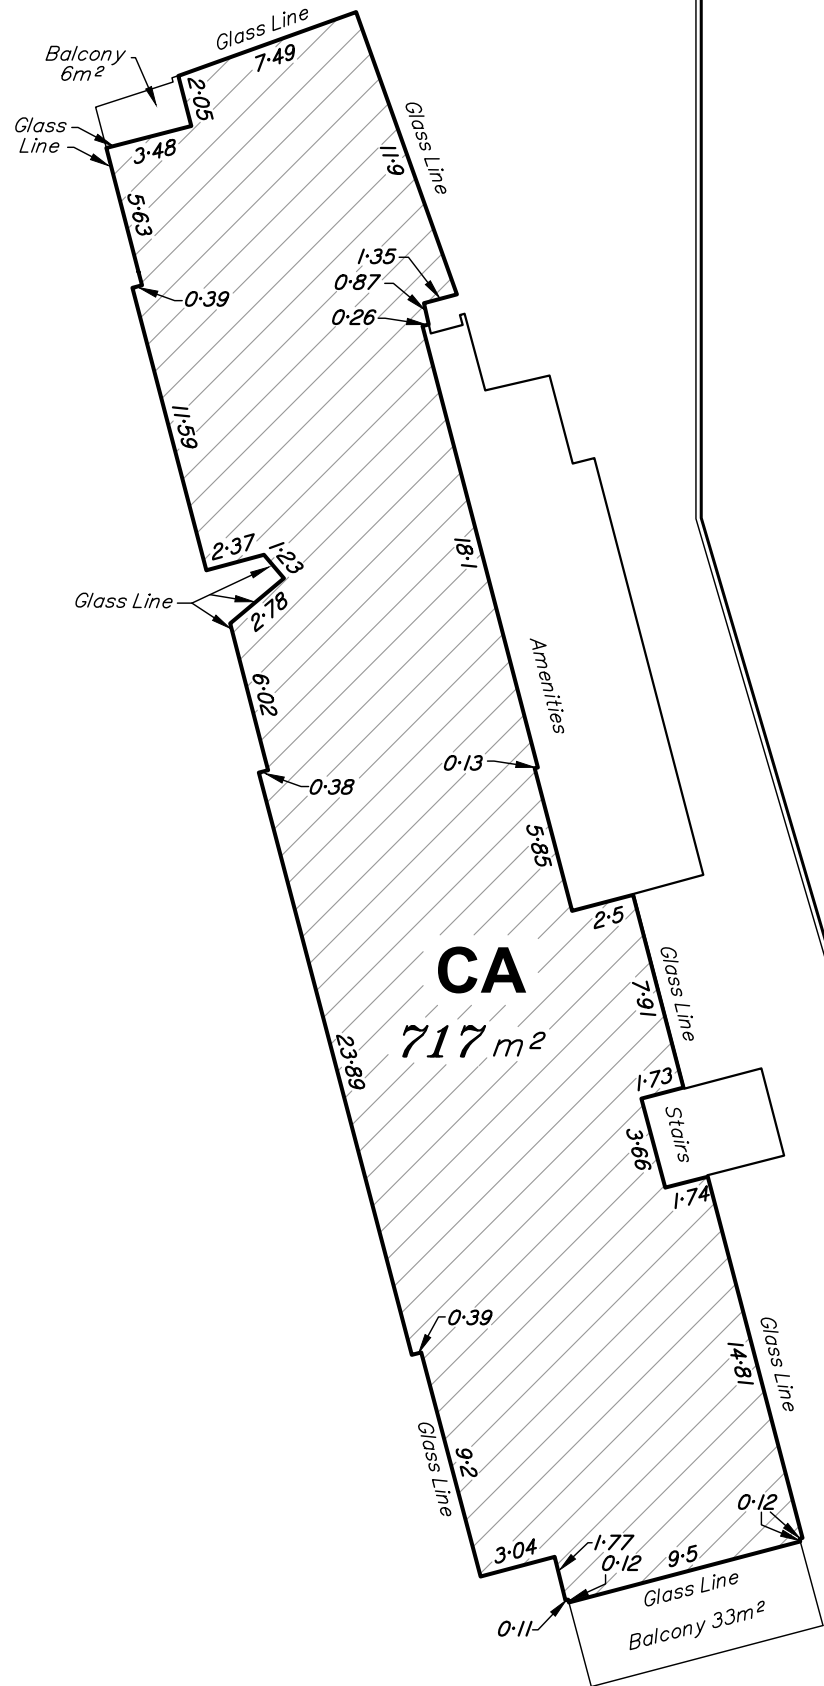 Glass Line
7·49
Balcony
6m²
2·05
Glass
Line
3·48
Glass Line
11·9
5·63
1·35
0·87
0·39
0·26
11·59
18·1
2·37
1·23
Glass Line
2·78
Amenities
6·02
0·13
0·38
5·85
2·5
CA
717 m²
Glass Line
7·91
23·89
1·73
Stairs
3·66
1·74
0·39
Glass Line
14·81
Glass Line
9·2
0·12
3·04
1·77
0·12
9·5
Glass Line
0·11
Balcony 33m²